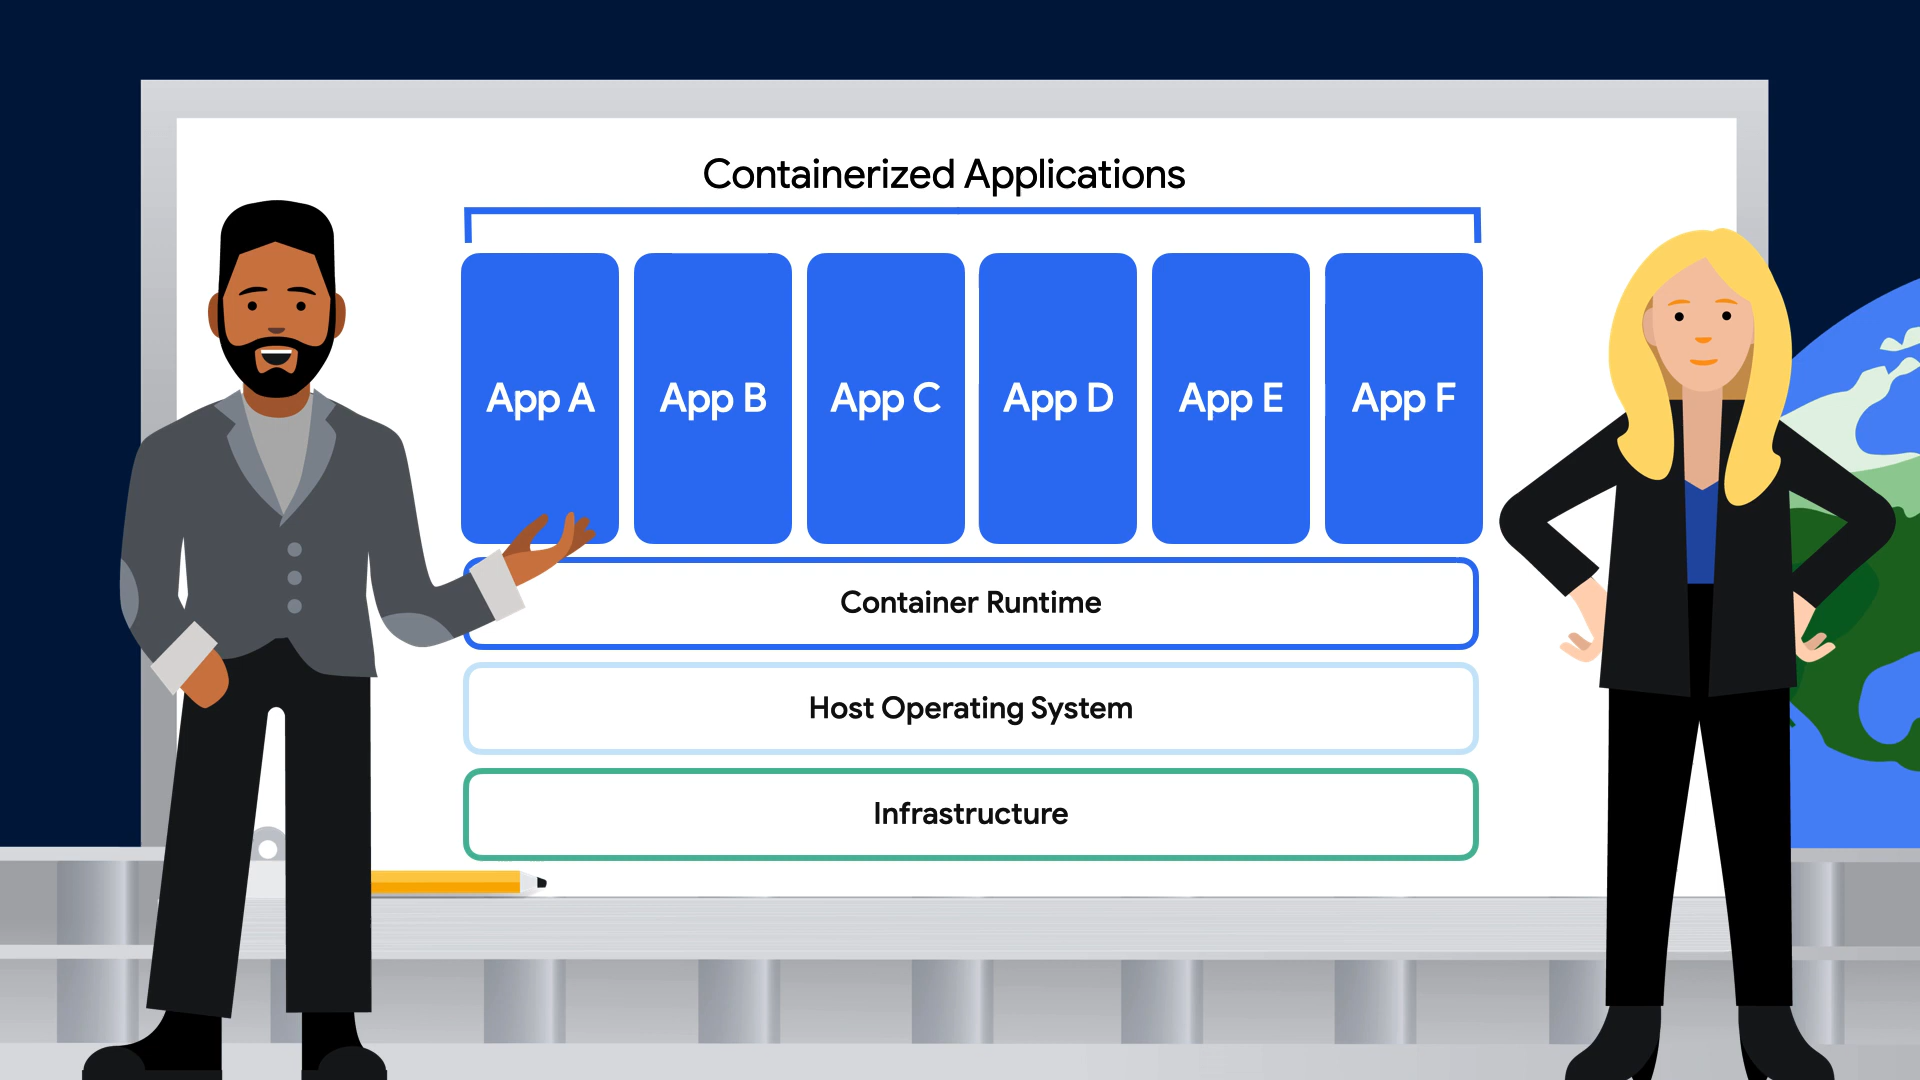 Containerized Applications
App A App B App C App D App E App F
Container Runtime
Host Operating System
Infrastructure